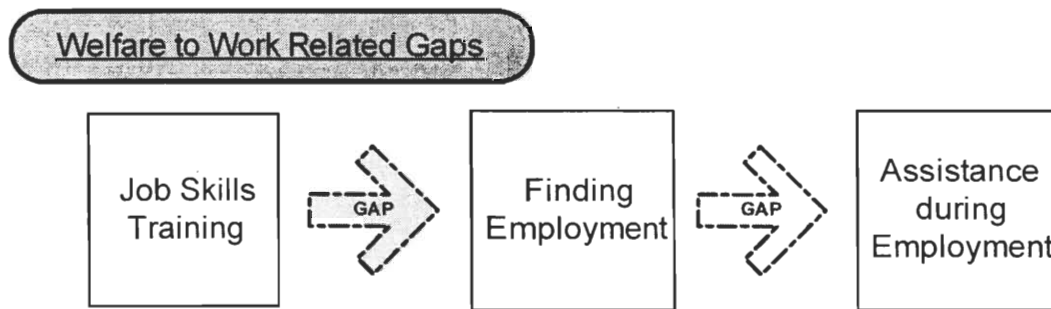 Welfare to Work Related Gaps
Job Skills
Training
GAP
Finding
Employment
GAP
Assistance
during
Employment